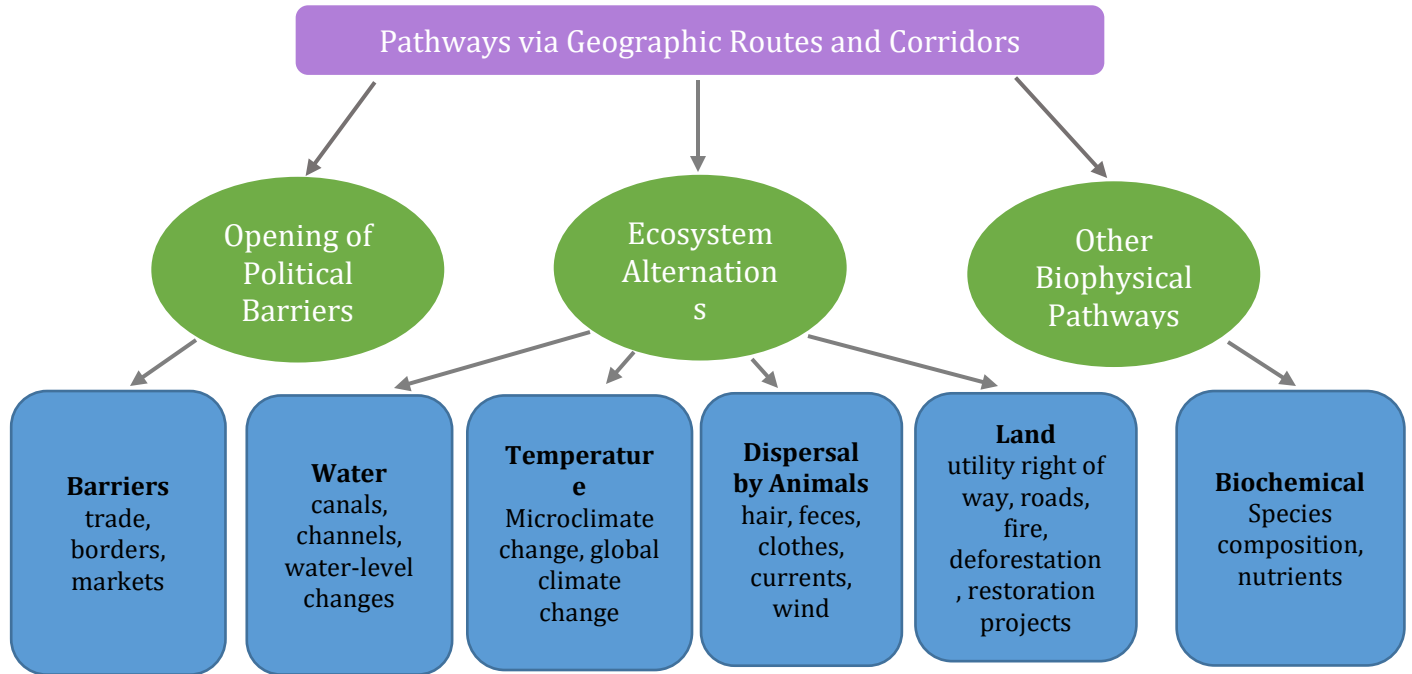 Pathways via Geographic Routes and Corridors
Opening of
Political
Barriers
Ecosystem
Alternation
s
Other
Biophysical
Pathways
Barriers
trade,
borders,
markets
Water
canals,
channels,
water-level
changes
Temperatur
e
Microclimate
change, global
climate
change
Dispersal
by Animals
hair, feces,
clothes,
currents,
wind
Land
utility right of
way, roads,
fire,
deforestation
, restoration
projects
Biochemical
Species
composition,
nutrients